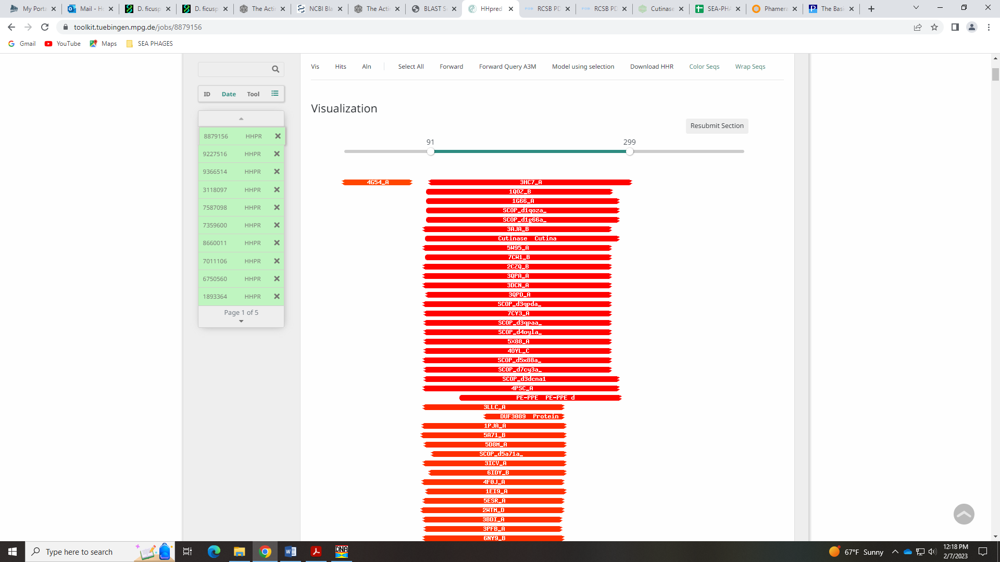 My Porta
Mail - Ho
D. ficusp
D. ficusp
The Actin
NCBI Bla
The Actin
BLAST Se
HHpred
RCSB PD
RCSB PD
Cutinase
SEA-PHA
Phamera
The Basi
toolkit.tuebingen.mpg.de/jobs/8879156
Gmail
YouTube
Maps
SEA PHAGES
Vis Hits Aln Select All Forward Forward Query A3M Model using selection Download HHR Color Seqs Wrap Seqs
ID Date Tool
8879156 HHPR
9227516 HHPR
9366514 HHPR
3118097 HHPR
7587098 HHPR
7359600 HHPR
8660011 HHPR
7011106 HHPR
6750560 HHPR
1893364 HHPR
Page 1 of 5
Visualization
Resubmit Section
91 299
4G54_A 3HC7_A
1QOZ_B
1G66_A
SCOP_d1qoza_
SCOP_d1g66a_
3AJA_B
Cutinase Cutina
5W95_A
7CW1_B
2CZQ_B
3QPA_A
3DCN_A
3QPD_A
SCOP_d3qpda_
7CY3_A
SCOP_d3qpaa_
SCOP_d4oyla_
5X88_A
4OYL_C
SCOP_d5x88a_
SCOP_d7cy3a_
SCOP_d3dcna1
4PSC_A
PE-PPE PE-PPE d
3LLC_A
DUF3089 Protein
1PJA_A
5A71_B
5D8M_A
SCOP_d5a71a_
3ICV_A
6IDY_B
4F0J_A
1EI9_A
5ESR_A
2WTM_D
3BDI_A
3PFB_A
6NY9_B
Type here to search
DNA
67°F Sunny
12:18 PM
2/7/2023